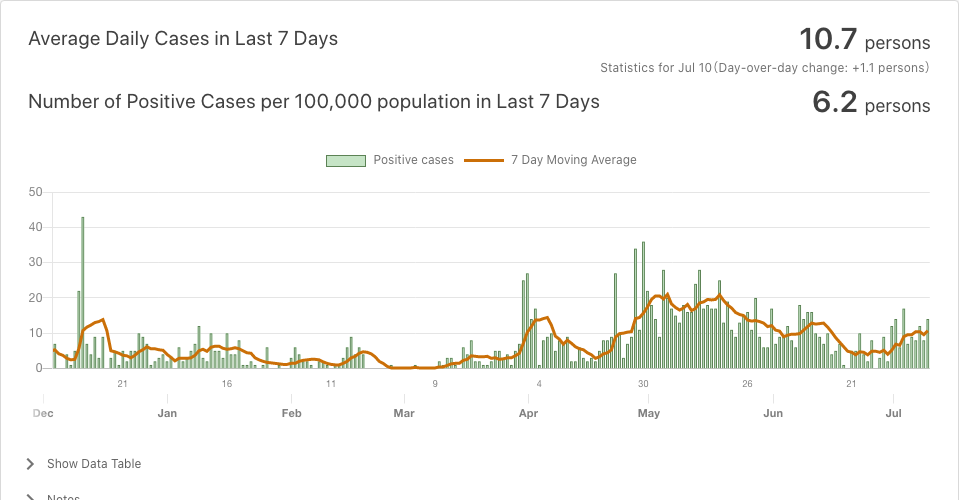 Average Daily Cases in Last 7 Days
10.7 persons
Statistics for Jul 10(Day-over-day change: +1.1 persons)
Number of Positive Cases per 100,000 population in Last 7 Days
6.2 persons
Positive cases 7 Day Moving Average
50
40
30
20
10
0
21 16 11 9 4 30 26 21
Dec Jan Feb Mar Apr May Jun Jul
Show Data Table
Notes